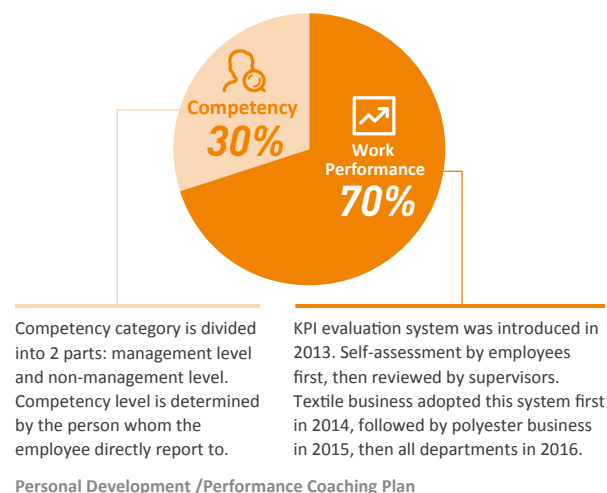 Competency
30%
Work
Performance
70%
Competency category is divided
into 2 parts: management level
and non-management level.
Competency level is determined
by the person whom the
employee directly report to.
KPI evaluation system was introduced in
2013. Self-assessment by employees
first, then reviewed by supervisors.
Textile business adopted this system first
in 2014, followed by polyester business
in 2015, then all departments in 2016.
Personal Development /Performance Coaching Plan